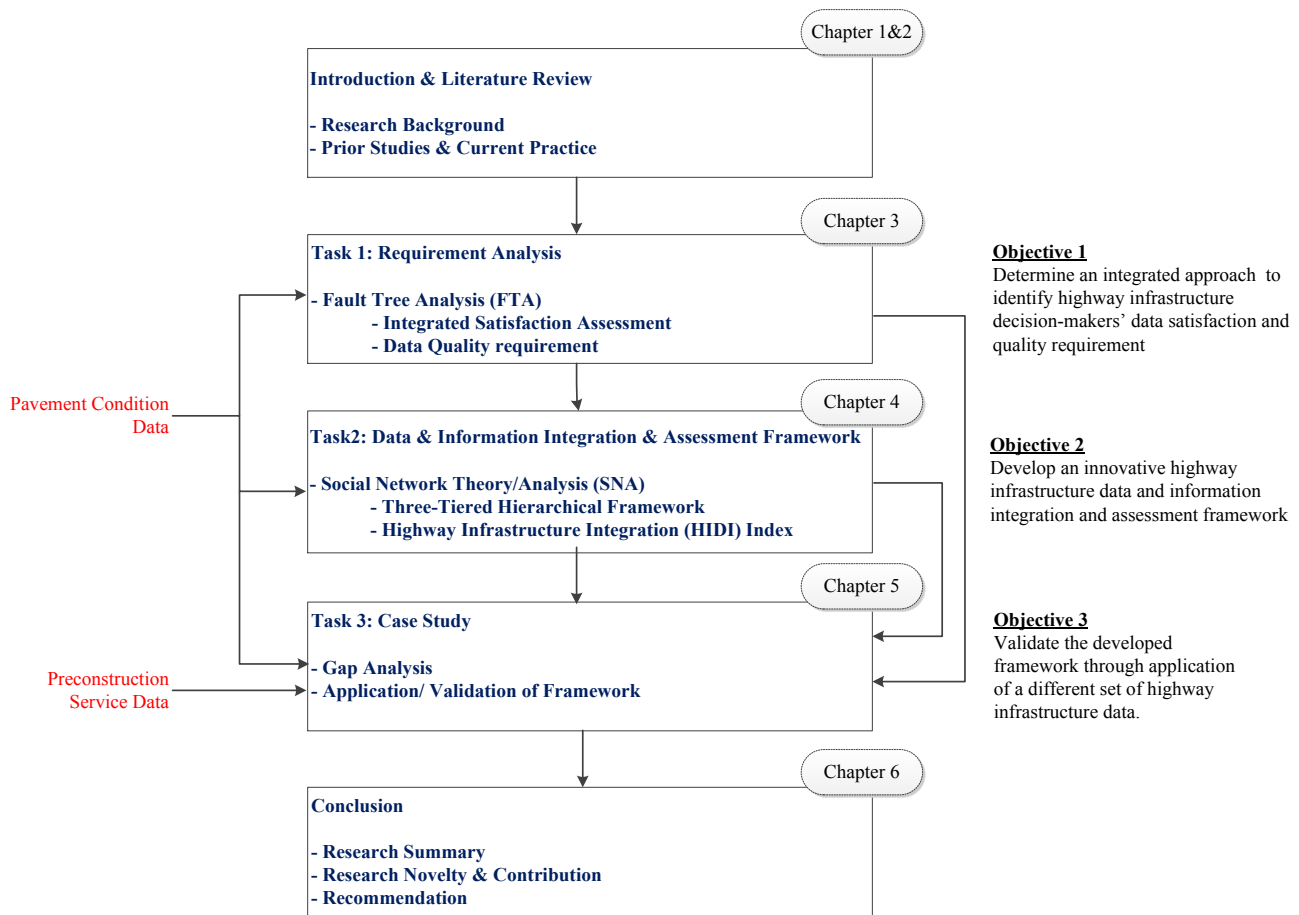 Chapter 1&2
Introduction & Literature Review
- Research Background
- Prior Studies & Current Practice
Chapter 3
Task 1: Requirement Analysis
- Fault Tree Analysis (FTA)
- Integrated Satisfaction Assessment
- Data Quality requirement
Objective 1
Determine an integrated approach to
identify highway infrastructure
decision-makers’ data satisfaction and
quality requirement
Pavement Condition
Data
Chapter 4
Task2: Data & Information Integration & Assessment Framework
- Social Network Theory/Analysis (SNA)
- Three-Tiered Hierarchical Framework
- Highway Infrastructure Integration (HIDI) Index
Objective 2
Develop an innovative highway
infrastructure data and information
integration and assessment framework
Chapter 5
Task 3: Case Study
- Gap Analysis
- Application/ Validation of Framework
Preconstruction
Service Data
Objective 3
Validate the developed
framework through application
of a different set of highway
infrastructure data.
Chapter 6
Conclusion
- Research Summary
- Research Novelty & Contribution
- Recommendation